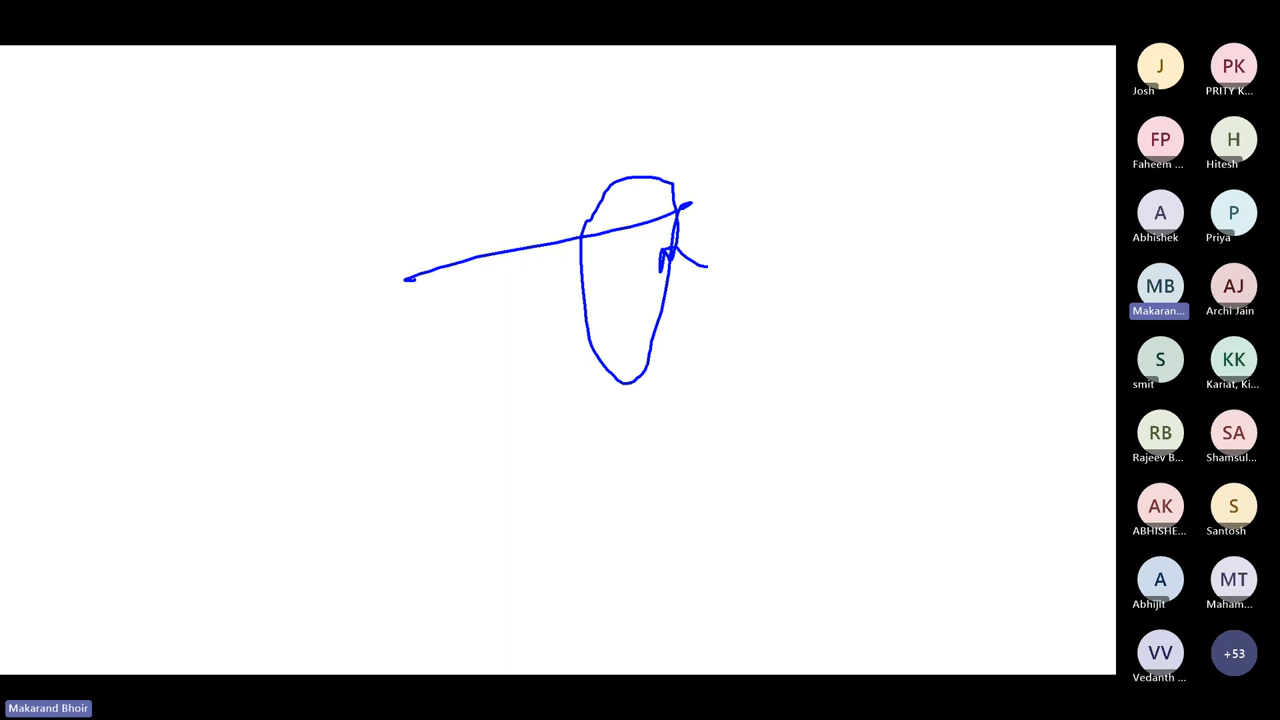 J
PK
Josh
PRITY K...
FP
H
Faheem ...
Hitesh
A
P
Abhishek
Priya
MB
AJ
Makaran...
Archi Jain
S
KK
smit
Kariat, Ki...
RB
SA
Rajeev B...
Shamsul...
AK
S
ABHISHE...
Santosh
A
MT
Abhijit
Maham...
VV
+53
Vedanth ...
Makarand Bhoir